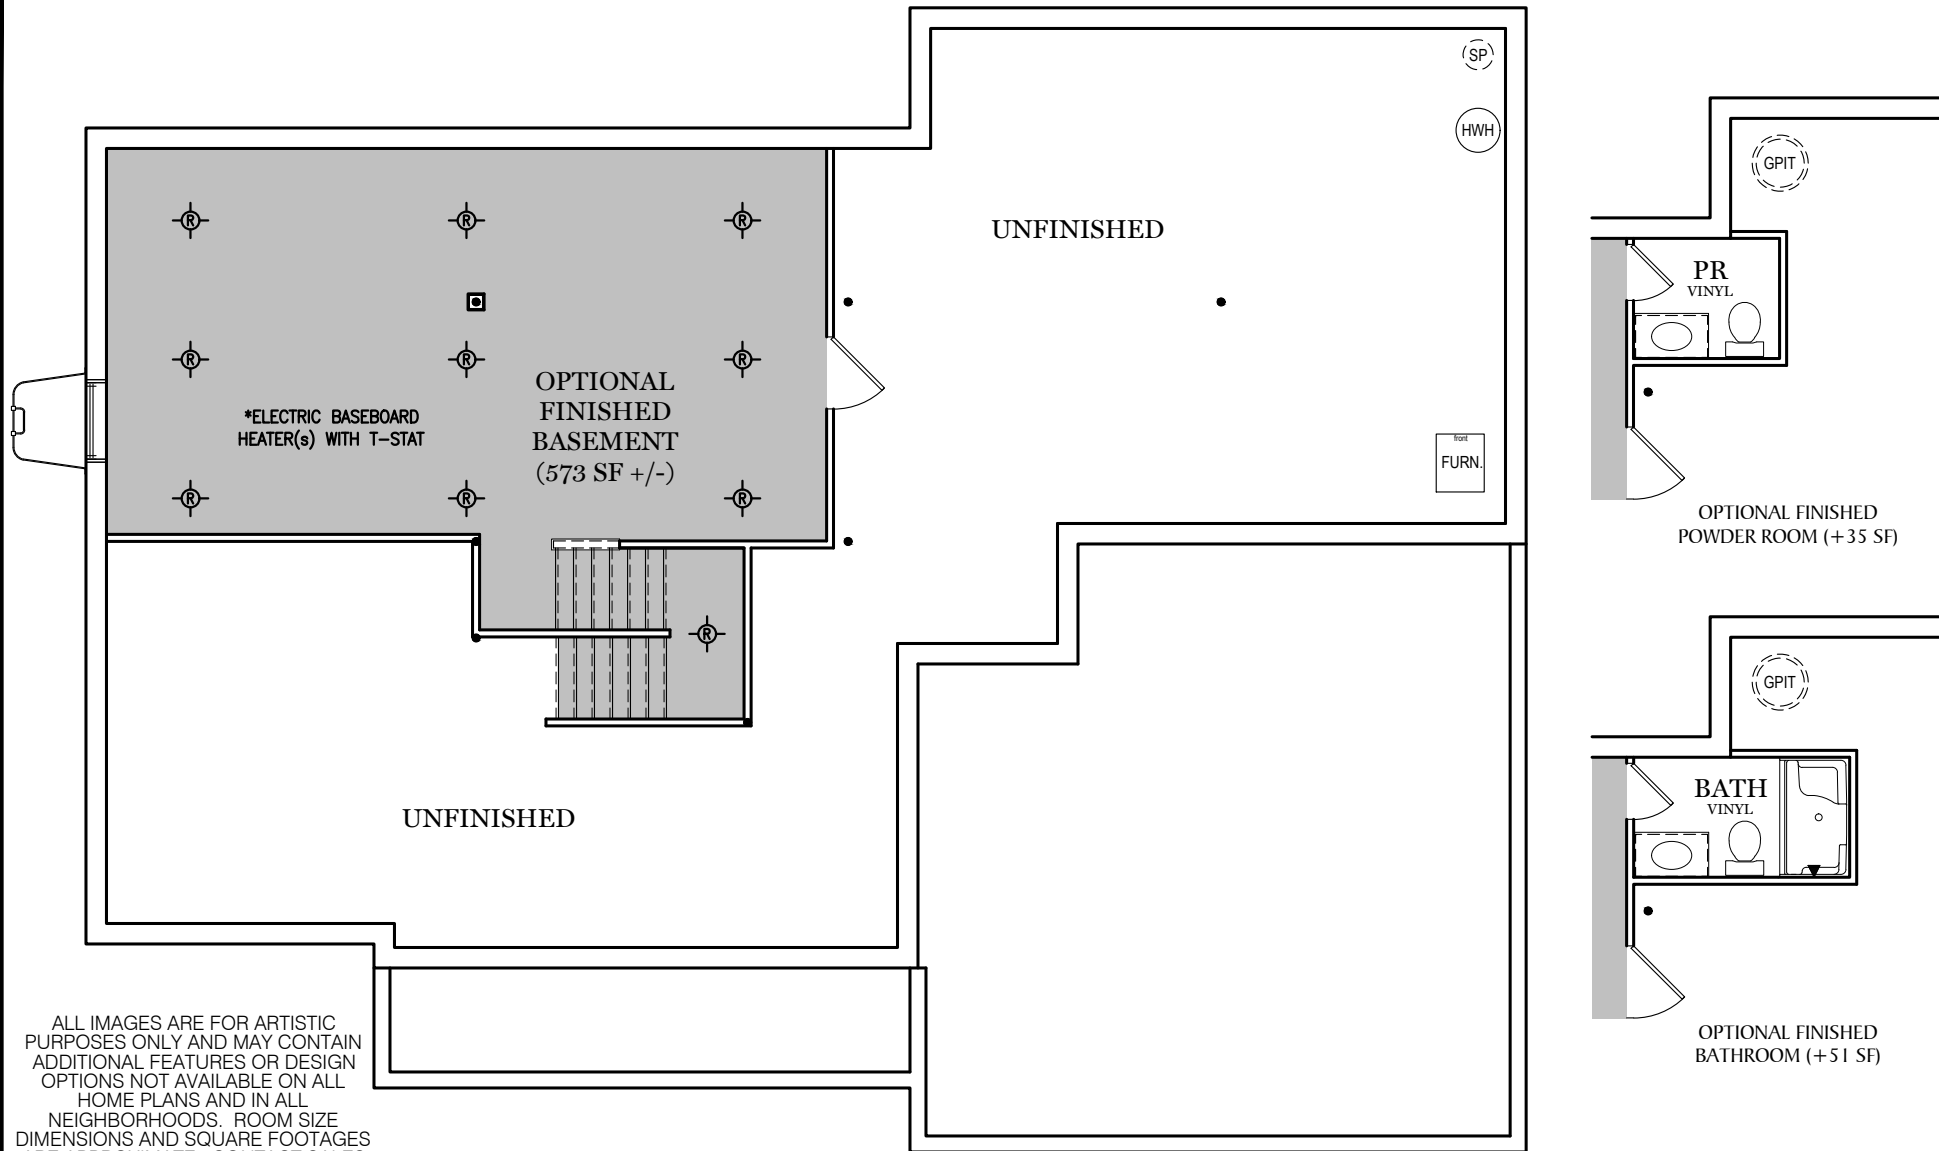 SP
HWH
UNFINISHED
R
R
R
R
R
R
OPTIONAL
FINISHED
BASEMENT
(573 SF +/-)
*ELECTRIC BASEBOARD
HEATER(s) WITH T-STAT
R
R
R
front
FURN.
R
UNFINISHED
GPIT
PR
VINYL
OPTIONAL FINISHED
POWDER ROOM (+35 SF)
GPIT
BATH
VINYL
OPTIONAL FINISHED
BATHROOM (+51 SF)
ALL IMAGES ARE FOR ARTISTIC
PURPOSES ONLY AND MAY CONTAIN
ADDITIONAL FEATURES OR DESIGN
OPTIONS NOT AVAILABLE ON ALL
HOME PLANS AND IN ALL
NEIGHBORHOODS. ROOM SIZE
DIMENSIONS AND SQUARE FOOTAGES